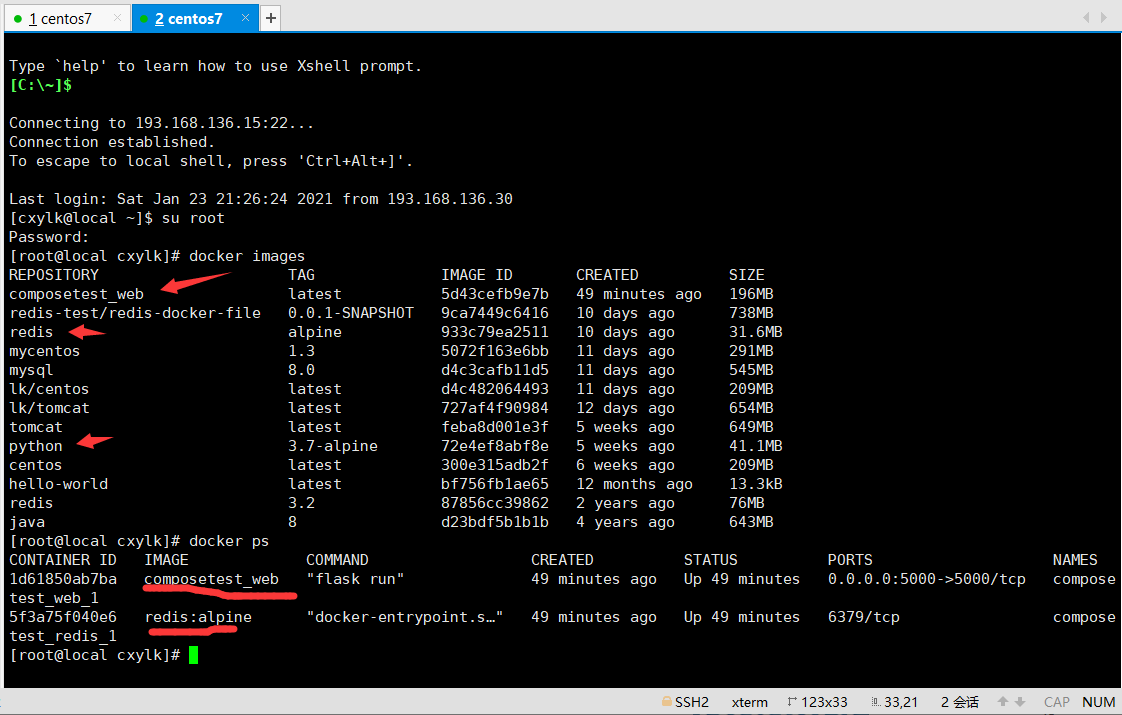 1 centos7 × 2 centos7 × +
Type `help' to learn how to use Xshell prompt.
[C:\~]$
Connecting to 193.168.136.15:22...
Connection established.
To escape to local shell, press 'Ctrl+Alt+]'.
Last login: Sat Jan 23 21:26:24 2021 from 193.168.136.30
[cxylk@local ~]$ su root
Password:
[root@local cxylk]# docker images
REPOSITORY TAG IMAGE ID CREATED SIZE
composetest_web latest 5d43cefb9e7b 49 minutes ago 196MB
redis-test/redis-docker-file 0.0.1-SNAPSHOT 9ca7449c6416 10 days ago 738MB
redis alpine 933c79ea2511 10 days ago 31.6MB
mycentos 1.3 5072f163e6bb 11 days ago 291MB
mysql 8.0 d4c3cafb11d5 11 days ago 545MB
lk/centos latest d4c482064493 11 days ago 209MB
lk/tomcat latest 727af4f90984 12 days ago 654MB
tomcat latest feba8d001e3f 5 weeks ago 649MB
python 3.7-alpine 72e4ef8abf8e 5 weeks ago 41.1MB
centos latest 300e315adb2f 6 weeks ago 209MB
hello-world latest bf756fb1ae65 12 months ago 13.3kB
redis 3.2 87856cc39862 2 years ago 76MB
java 8 d23bdf5b1b1b 4 years ago 643MB
[root@local cxylk]# docker ps
CONTAINER ID IMAGE COMMAND CREATED STATUS PORTS NAMES
1d61850ab7ba composetest_web "flask run" 49 minutes ago Up 49 minutes 0.0.0.0:5000->5000/tcp compose
test_web_1
5f3a75f040e6 redis:alpine "docker-entrypoint.s…" 49 minutes ago Up 49 minutes 6379/tcp compose
test_redis_1
[root@local cxylk]#
SSH2 xterm 123x33 33,21 2 会话 CAP NUM